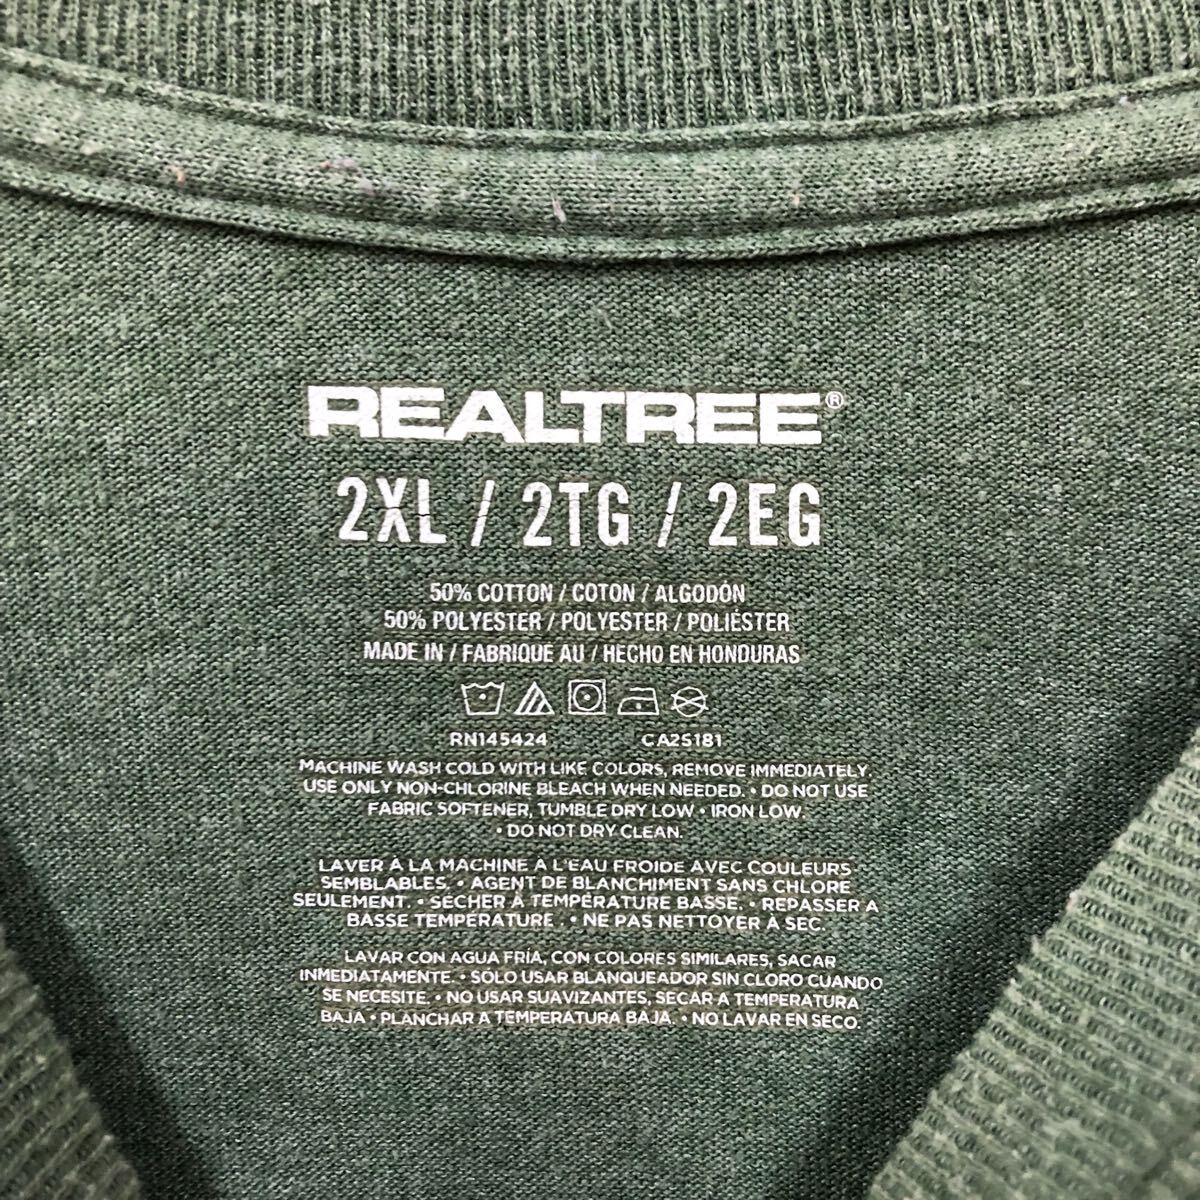 REALTREE®
2XL / 2TG / 2EG
50% COTTON / COTON / ALGODÓN
50% POLYESTER / POLYESTER / POLIÉSTER
MADE IN / FABRIQUE AU / HECHO EN HONDURAS
RN145424 CA25181
MACHINE WASH COLD WITH LIKE COLORS, REMOVE IMMEDIATELY.
USE ONLY NON-CHLORINE BLEACH WHEN NEEDED. • DO NOT USE
FABRIC SOFTENER, TUMBLE DRY LOW • IRON LOW.
• DO NOT DRY CLEAN.
LAVER À LA MACHINE A L'EAU FROIDE AVEC COULEURS
SEMBLABLES. • AGENT DE BLANCHIMENT SANS CHLORE
SEULEMENT. • SÉCHER À TEMPÉRATURE BASSE. • REPASSER A
BASSE TEMPÉRATURE . • NE PAS NETTOYER À SEC.
LAVAR CON AGUA FRÍA, CON COLORES SIMILARES, SACAR
INMEDIATAMENTE. • SÓLO USAR BLANQUEADOR SIN CLORO CUANDO
SE NECESITE. • NO USAR SUAVIZANTES, SECAR A TEMPERATURA
BAJA • PLANCHAR A TEMPERATURA BAJA. • NO LAVAR EN SECO.